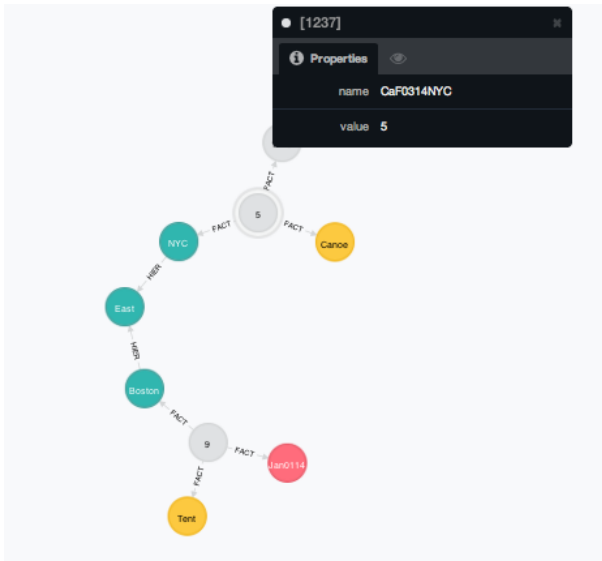 [1237]
Properties
name CaF0314NYC
value 5
FACT
5
FACT
FACT
NYC
Canoe
HIER
East
HIER
Boston
FACT
9
FACT
Jan0114
FACT
Tent